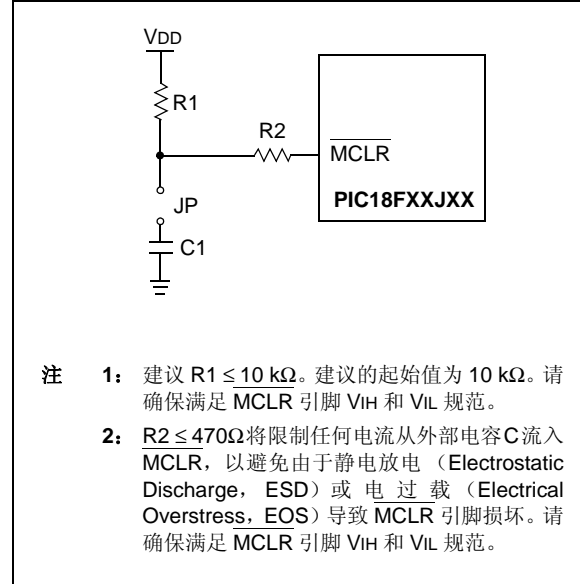 VDD
R1
R2
MCLR
PIC18FXXJXX
JP
C1
注 1： 建议 R1 ≤ 10 kΩ。建议的起始值为 10 kΩ。请
确保满足 MCLR 引脚 VIH 和 VIL 规范。
2： R2 ≤ 470Ω将限制任何电流从外部电容C流入
MCLR，以避免由于静电放电 （Electrostatic
Discharge， ESD）或 电 过 载 （Electrical
Overstress，EOS）导致 MCLR 引脚损坏。请
确保满足 MCLR 引脚 VIH 和 VIL 规范。